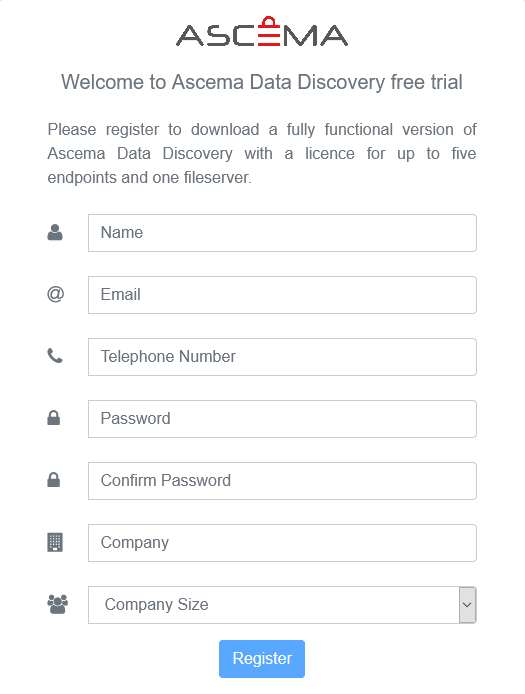 ASCEMA
Welcome to Ascema Data Discovery free trial
Please register to download a fully functional version of
Ascema Data Discovery with a licence for up to five
endpoints and one fileserver.
Name
@
Email
Telephone Number
Password
Confirm Password
Company
Company Size
Register